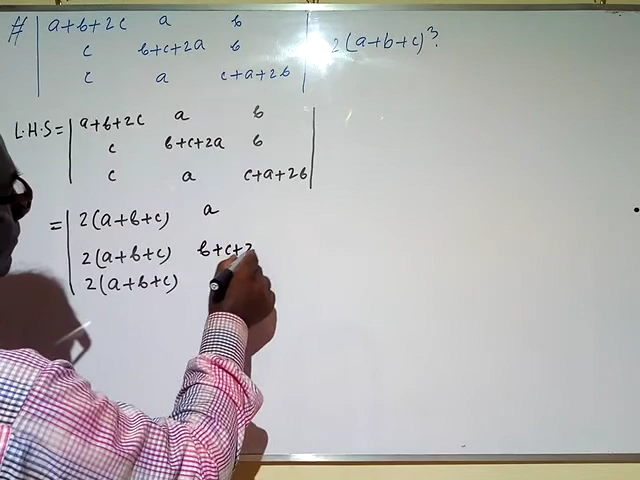 # | a+b+2c a b |
| c b+c+2a b | 2(a+b+c)³.
| c a c+a+2b |
L.H.S = | a+b+2c a b |
| c b+c+2a b |
| c a c+a+2b |
= | 2(a+b+c) a
| 2(a+b+c) b+c+2
| 2(a+b+c)